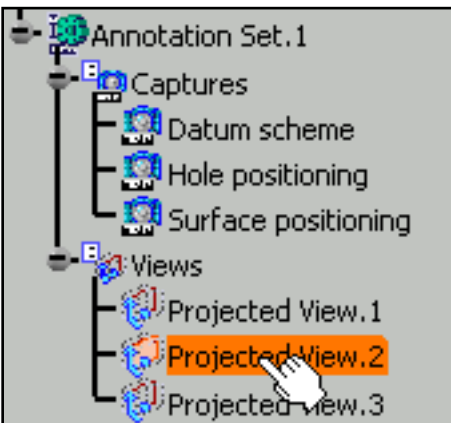 Annotation Set.1
Captures
Datum scheme
Hole positioning
Surface positioning
Views
Projected View.1
Projected View.2
Projected View.3